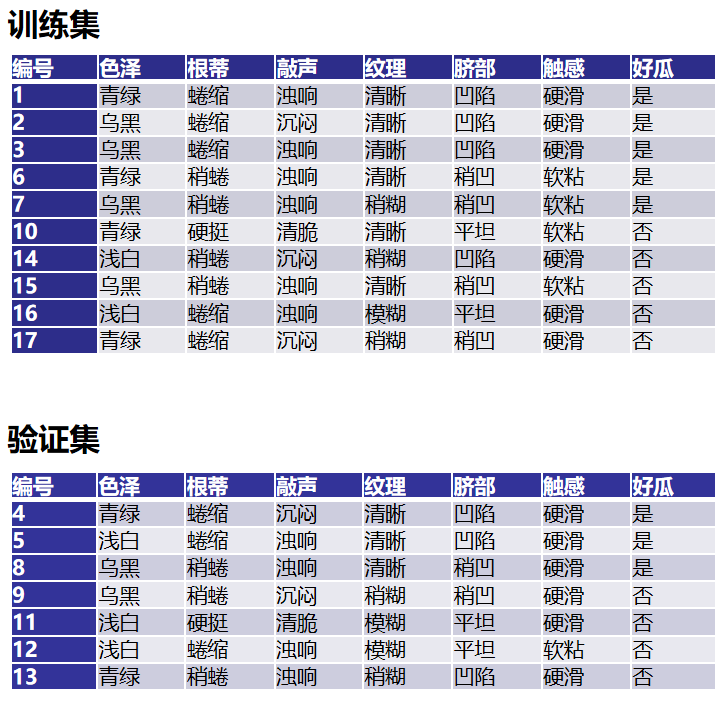 训练集
编号 色泽 根蒂 敲声 纹理 脐部 触感 好瓜
1 青绿 蜷缩 浊响 清晰 凹陷 硬滑 是
2 乌黑 蜷缩 沉闷 清晰 凹陷 硬滑 是
3 乌黑 蜷缩 浊响 清晰 凹陷 硬滑 是
6 青绿 稍蜷 浊响 清晰 稍凹 软粘 是
7 乌黑 稍蜷 浊响 稍糊 稍凹 软粘 是
10 青绿 硬挺 清脆 清晰 平坦 软粘 否
14 浅白 稍蜷 沉闷 稍糊 凹陷 硬滑 否
15 乌黑 稍蜷 浊响 清晰 稍凹 软粘 否
16 浅白 蜷缩 浊响 模糊 平坦 硬滑 否
17 青绿 蜷缩 沉闷 稍糊 稍凹 硬滑 否
验证集
编号 色泽 根蒂 敲声 纹理 脐部 触感 好瓜
4 青绿 蜷缩 沉闷 清晰 凹陷 硬滑 是
5 浅白 蜷缩 浊响 清晰 凹陷 硬滑 是
8 乌黑 稍蜷 浊响 清晰 稍凹 硬滑 是
9 乌黑 稍蜷 沉闷 稍糊 稍凹 硬滑 否
11 浅白 硬挺 清脆 模糊 平坦 硬滑 否
12 浅白 蜷缩 浊响 模糊 平坦 软粘 否
13 青绿 稍蜷 浊响 稍糊 凹陷 硬滑 否